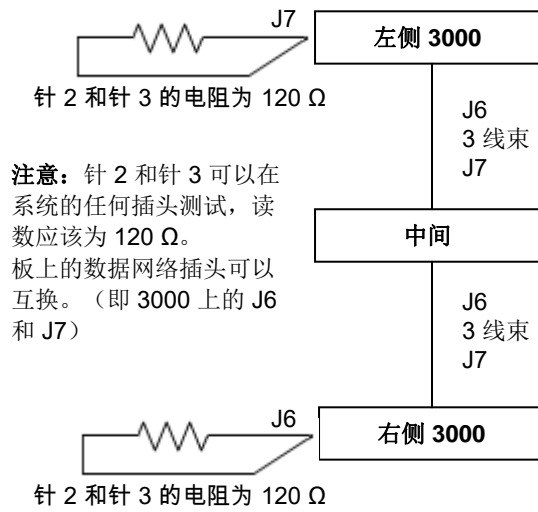 J7
左侧 3000
针 2 和针 3 的电阻为 120 Ω
J6
3 线束
J7
注意：针 2 和针 3 可以在
系统的任何插头测试，读
数应该为 120 Ω。
板上的数据网络插头可以
互换。（即 3000 上的 J6
和 J7）
中间
J6
3 线束
J7
J6
右侧 3000
针 2 和针 3 的电阻为 120 Ω